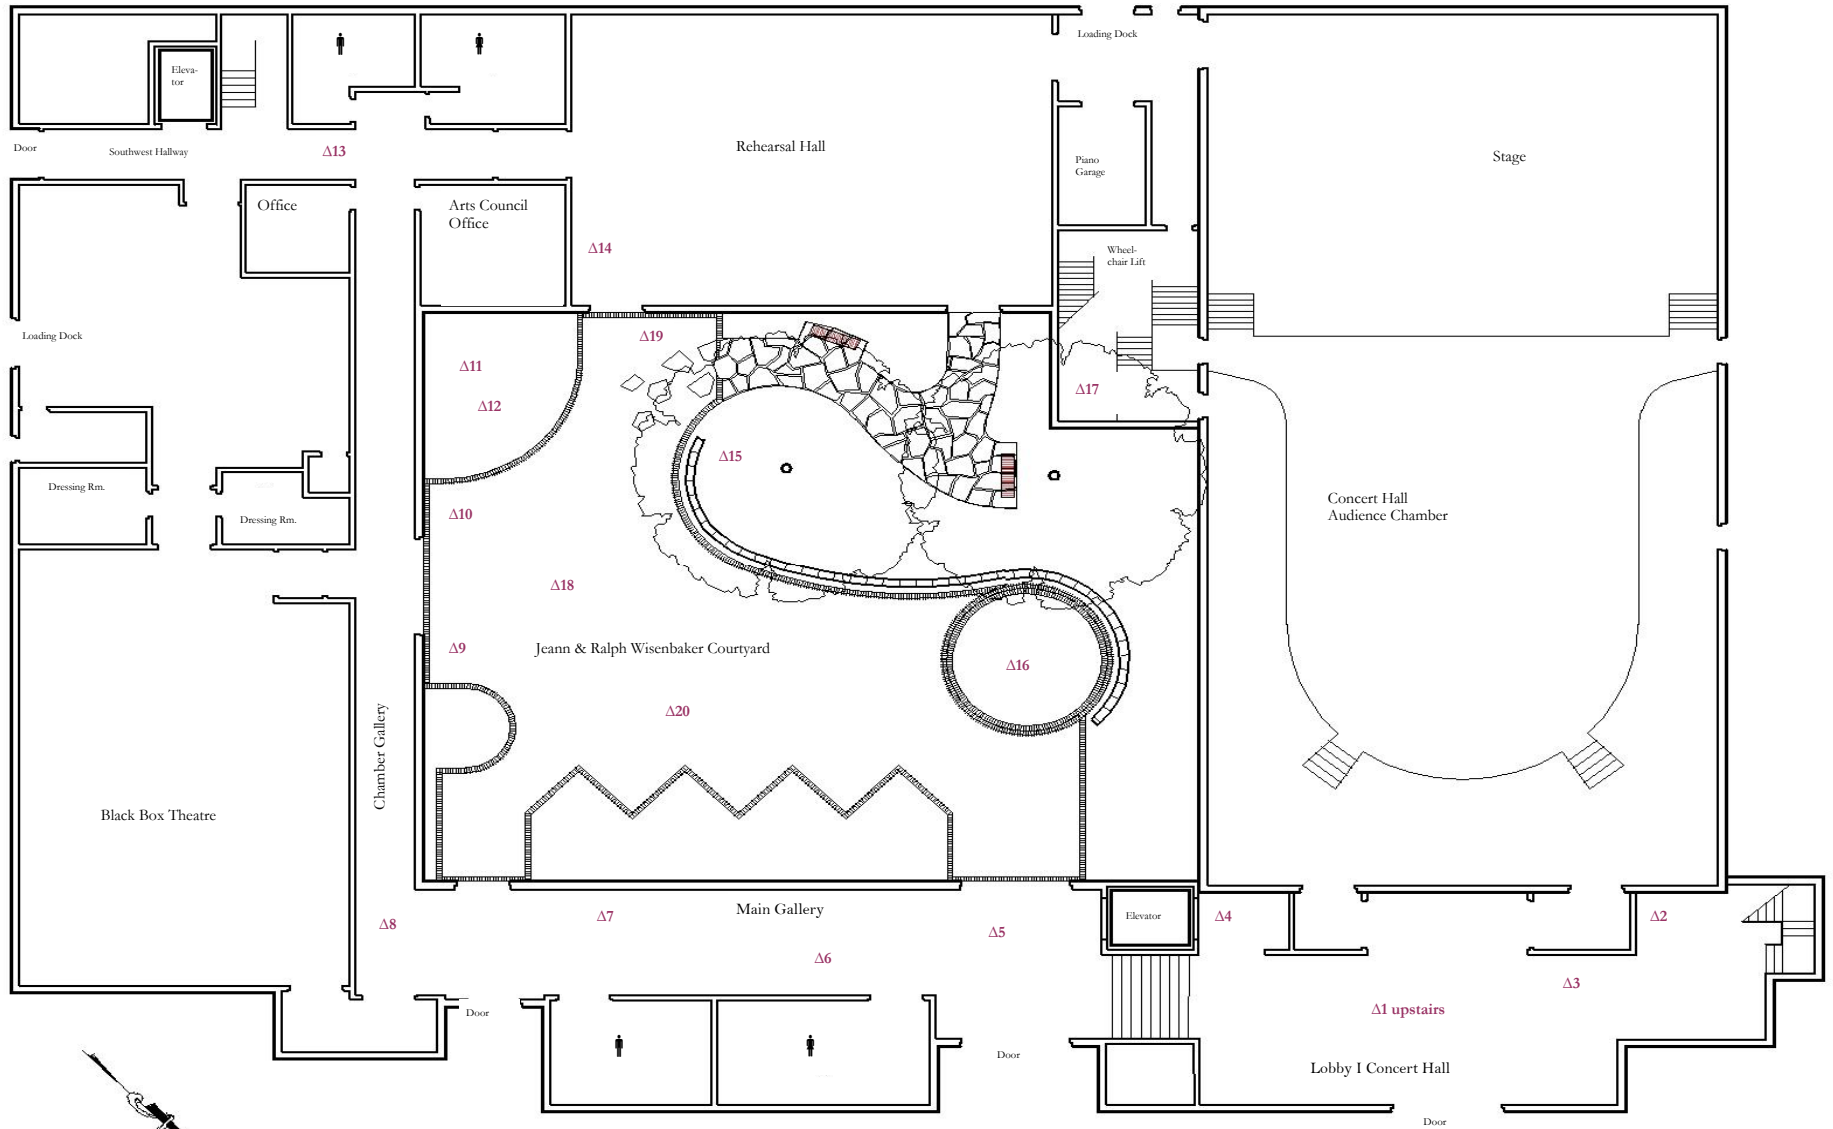 Loading Dock
Eleva-
tor
Door
Southwest Hallway
Δ13
Rehearsal Hall
Stage
Piano
Garage
Office
Arts Council
Office
Δ14
Wheel-
chair Lift
Loading Dock
Δ19
Δ11
Δ12
Δ17
Δ15
Dressing Rm.
Dressing Rm.
Δ10
Concert Hall
Audience Chamber
Δ18
Δ9
Jeann & Ralph Wisenbaker Courtyard
Δ16
Δ20
Chamber Gallery
Black Box Theatre
Main Gallery
Δ8
Δ7
Δ5
Δ6
Elevator
Δ4
Δ2
Δ3
Δ1 upstairs
Door
Door
Lobby I Concert Hall
Door